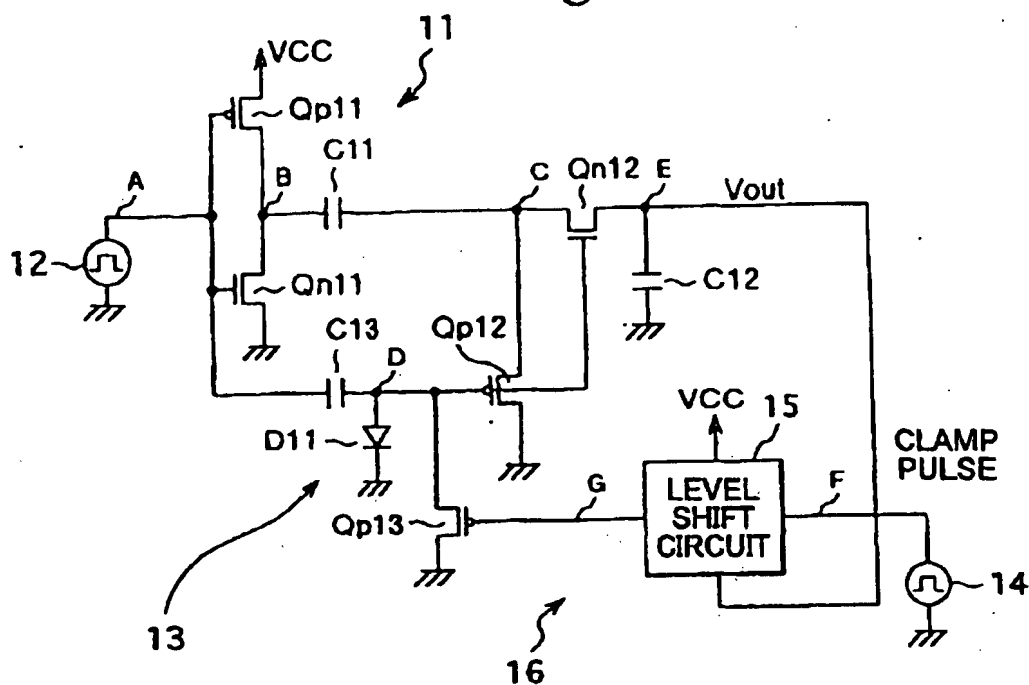 11
VCC
Qp11
C11
A
B
C
Qn12
E
Vout
12
Qn11
C12
C13
Qp12
D
VCC
15
CLAMP
PULSE
D11
G
LEVEL
SHIFT
CIRCUIT
F
Qp13
14
13
16